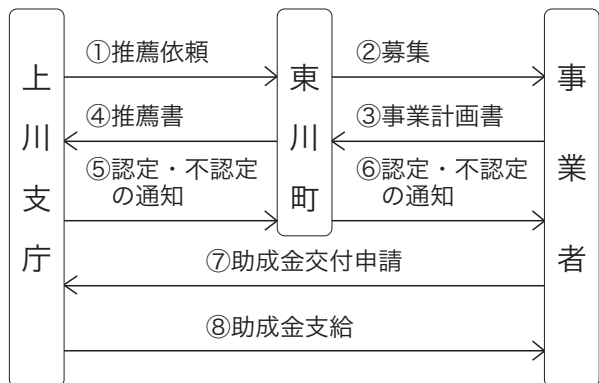 上川支庁
東川町
事業者
①推薦依頼
②募集
④推薦書
③事業計画書
⑤認定・不認定
の通知
⑥認定・不認定
の通知
⑦助成金交付申請
⑧助成金支給